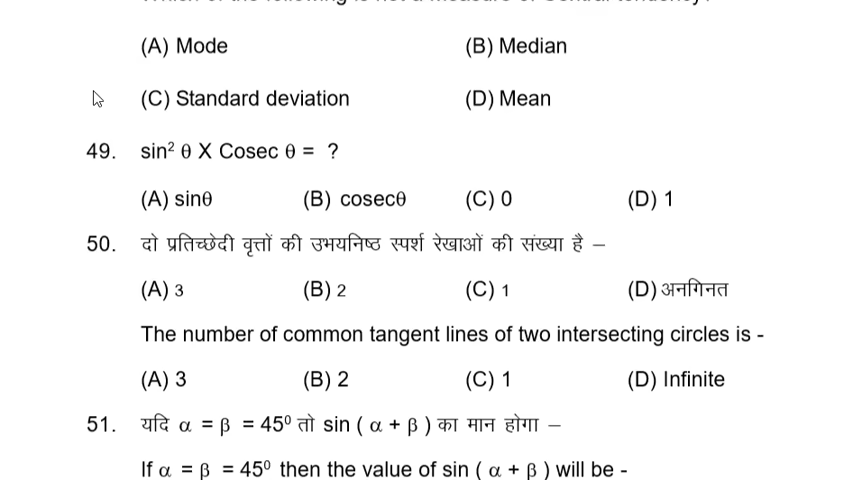 (A) Mode (B) Median
(C) Standard deviation (D) Mean
49. sin² θ X Cosec θ = ?
(A) sinθ (B) cosecθ (C) 0 (D) 1
50. दो प्रतिच्छेदी वृत्तों की उभयनिष्ठ स्पर्श रेखाओं की संख्या है –
(A) 3 (B) 2 (C) 1 (D) अनगिनत
The number of common tangent lines of two intersecting circles is -
(A) 3 (B) 2 (C) 1 (D) Infinite
51. यदि α = β = 45⁰ तो sin ( α + β ) का मान होगा –
If α = β = 45⁰ then the value of sin ( α + β ) will be -